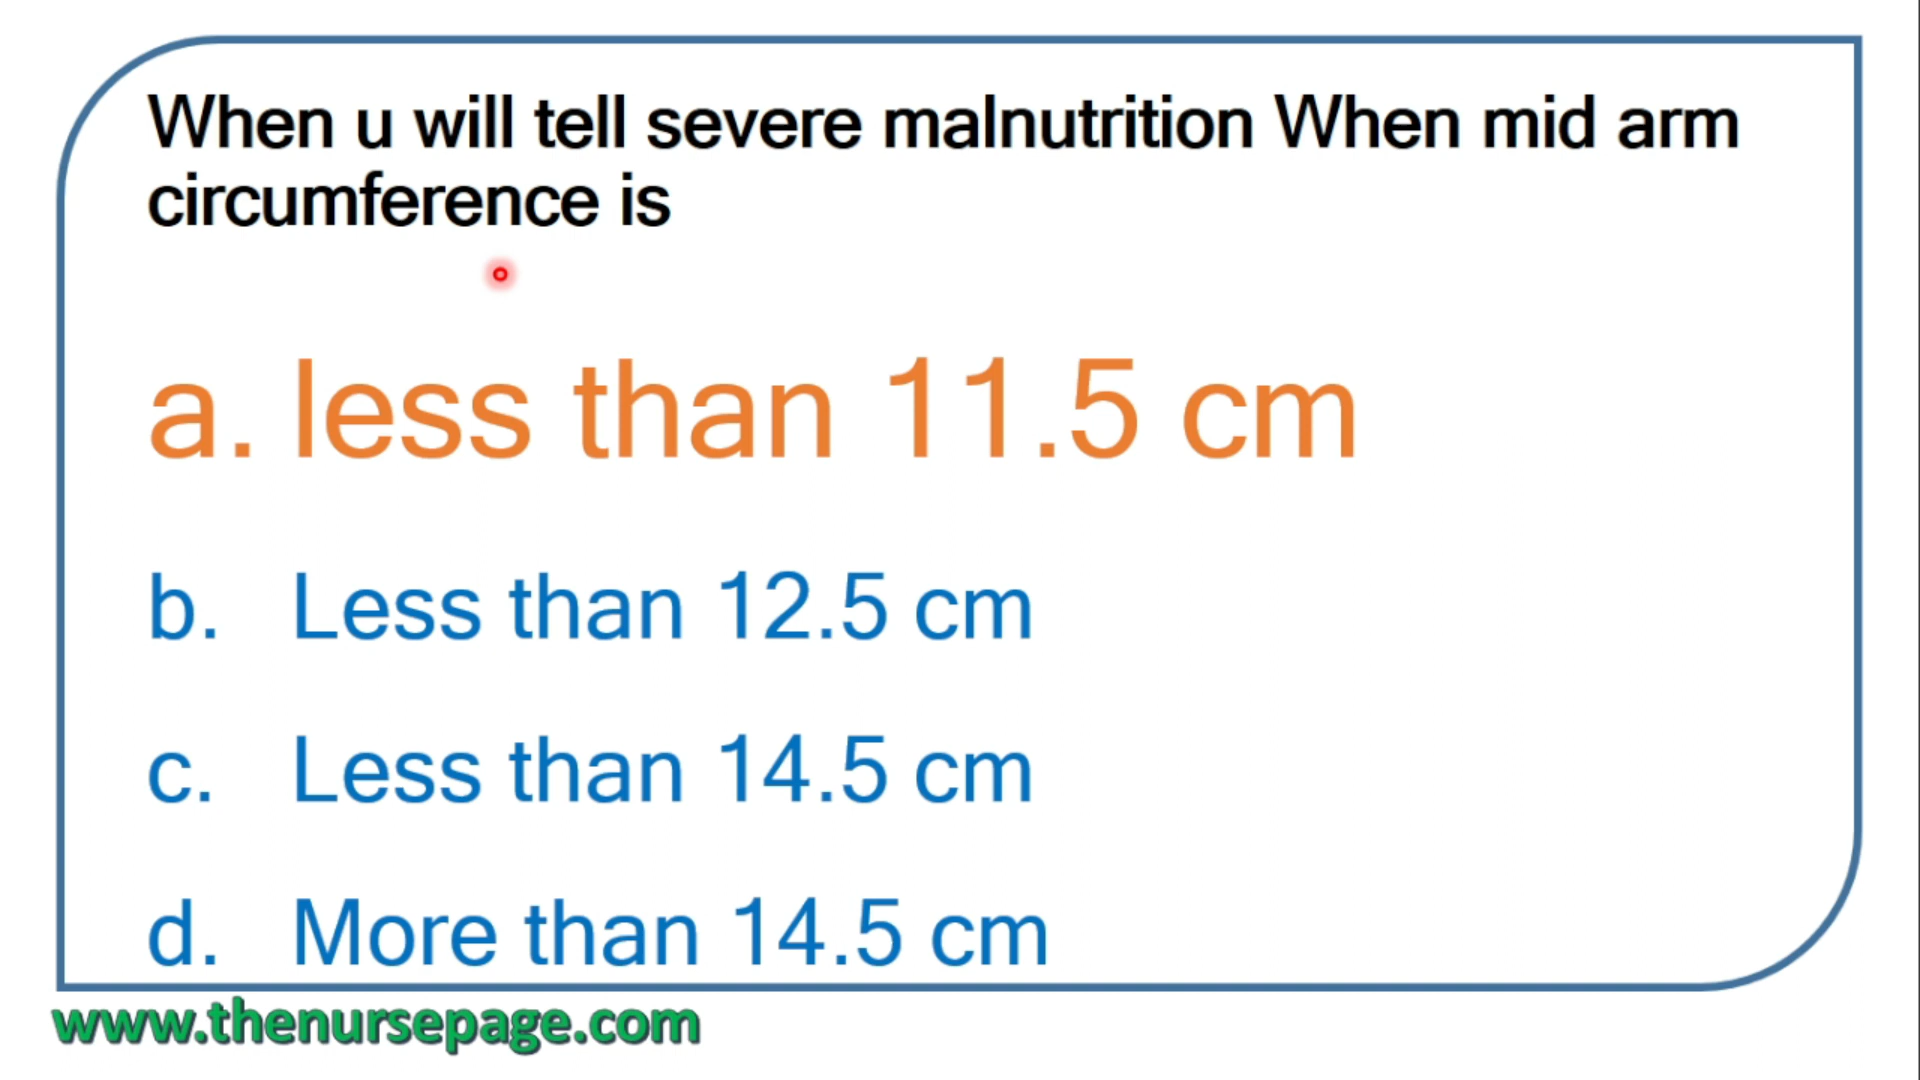 When u will tell severe malnutrition When mid arm
circumference is
a. less than 11.5 cm
b. Less than 12.5 cm
c. Less than 14.5 cm
d. More than 14.5 cm
www.thenursepage.com